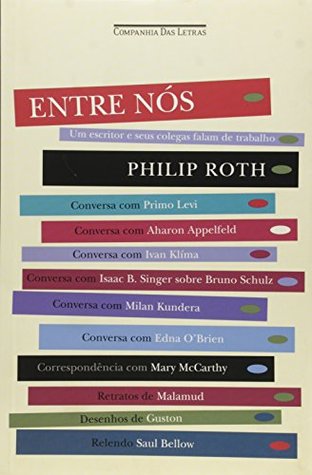 COMPANHIA DAS LETRAS
ENTRE NÓS
Um escritor e seus colegas falam de trabalho
PHILIP ROTH
Conversa com Primo Levi
Conversa com Aharon Appelfeld
Conversa com Ivan Klíma
Conversa com Isaac B. Singer sobre Bruno Schulz
Conversa com Milan Kundera
Conversa com Edna O'Brien
Correspondência com Mary McCarthy
Retratos de Malamud
Desenhos de Guston
Relendo Saul Bellow